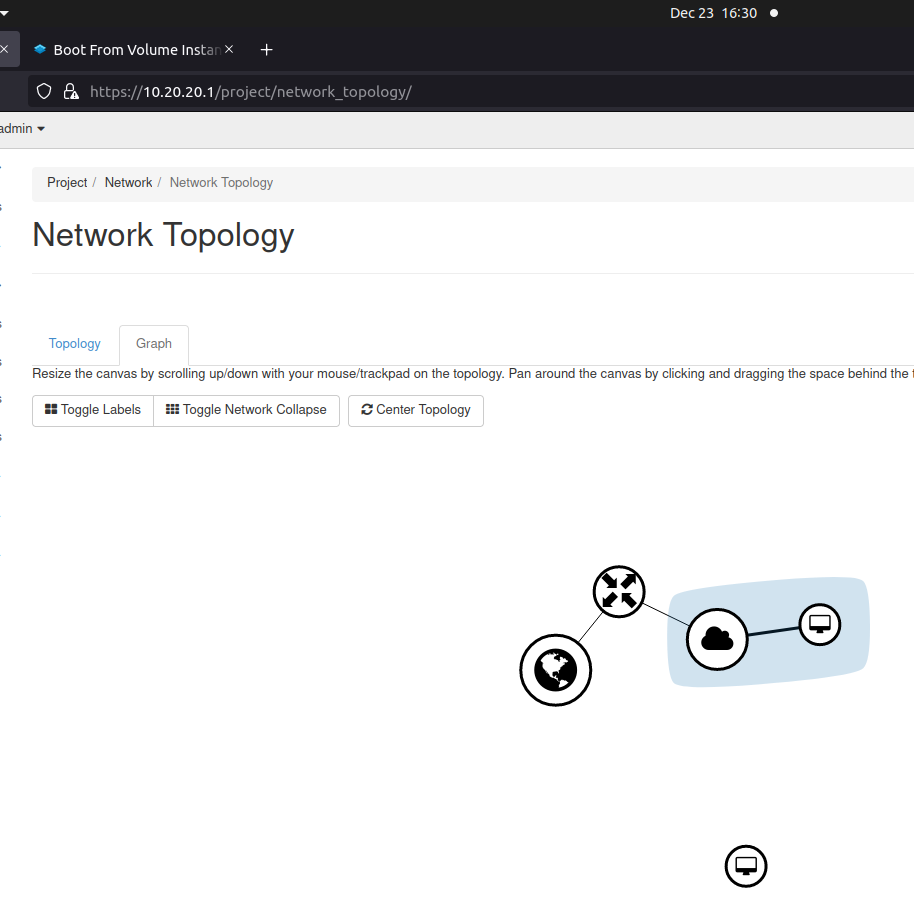 Dec 23 16:30
Boot From Volume Instan
https://10.20.20.1/project/network_topology/
admin
Project / Network / Network Topology
Network Topology
Topology Graph
Resize the canvas by scrolling up/down with your mouse/trackpad on the topology. Pan around the canvas by clicking and dragging the space behind the
Toggle Labels Toggle Network Collapse Center Topology